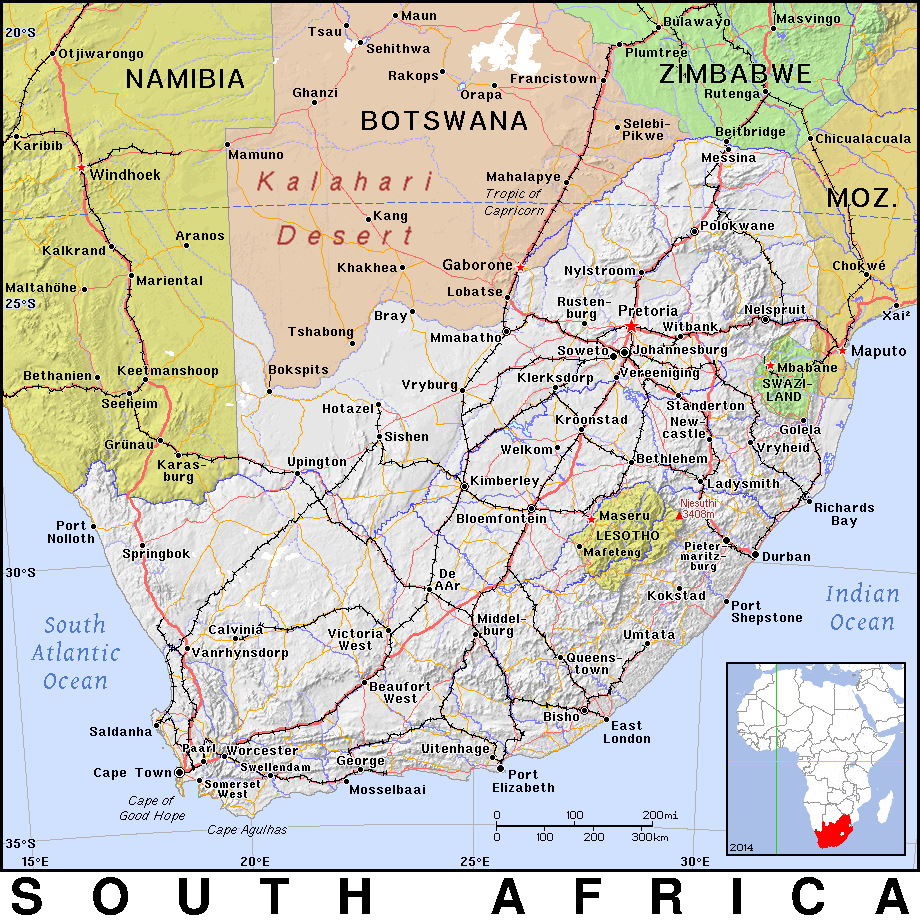 20°S
Otjiwarongo
Tsau
Maun
Sehithwa
Bulawayo
Masvingo
Plumtree
NAMIBIA
Rakops
Orapa
Francistown
ZIMBABWE
Rutenga
Ghanzi
BOTSWANA
Selebi-
Pikwe
Beitbridge
Chicualacuala
Karibib
Mamuno
Messina
Windhoek
Kalahari
Desert
Mahalapye
Tropic of
Capricorn
MOZ.
Kang
Polokwane
Aranos
Kalkrand
Khakhea
Gaborone
Nylstroom
Chokwé
Mariental
Maltahöhe
Lobatse
25°S
Rusten-
burg
Pretoria
Nelspruit
Xai²
Bray
Witbank
Tshabong
Mmabatho
Soweto
Johannesburg
Maputo
Bethanien
Keetmanshoop
Bokspits
Vryburg
Klerksdorp
Vereeniging
Mbabane
SWAZI-
LAND
Seeheim
Hotazel
Standerton
Kroonstad
New-
castle
Golela
Grünau
Sishen
Welkom
Vryheid
Karas-
burg
Upington
Bethlehem
Kimberley
Ladysmith
Port
Nolloth
Bloemfontein
Maseru
Njesuthi
3408m
Richards
Bay
LESOTHO
Springbok
Mafeteng
Pieter-
maritz-
burg
Durban
30°S
De
AAr
Kokstad
Port
Shepstone
Indian
Ocean
South
Atlantic
Ocean
Calvinia
Vanrhynsdorp
Victoria
West
Middel-
burg
Umtata
Queens-
town
Beaufort
West
Saldanha
Bisho
East
London
Paarl
Worcester
Uitenhage
Cape Town
Swellendam
George
Somerset
West
Mosselbaai
Port
Elizabeth
Cape of
Good Hope
Cape Agulhas
0 100 200mi
0 100 200 300km
2014
35°S
15°E 20°E 25°E 30°E
SOUTH AFRICA